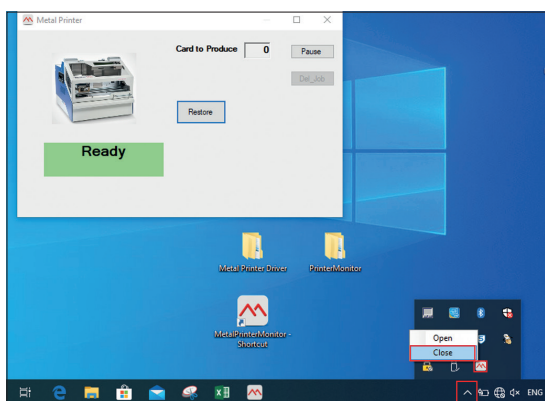 Metal Printer
Card to Produce 0 Pause
Del_Job
Restore
Ready
Metal Printer Driver PrinterMonitor
MetalPrinterMonitor -
Shortcut
Open
Close
ENG